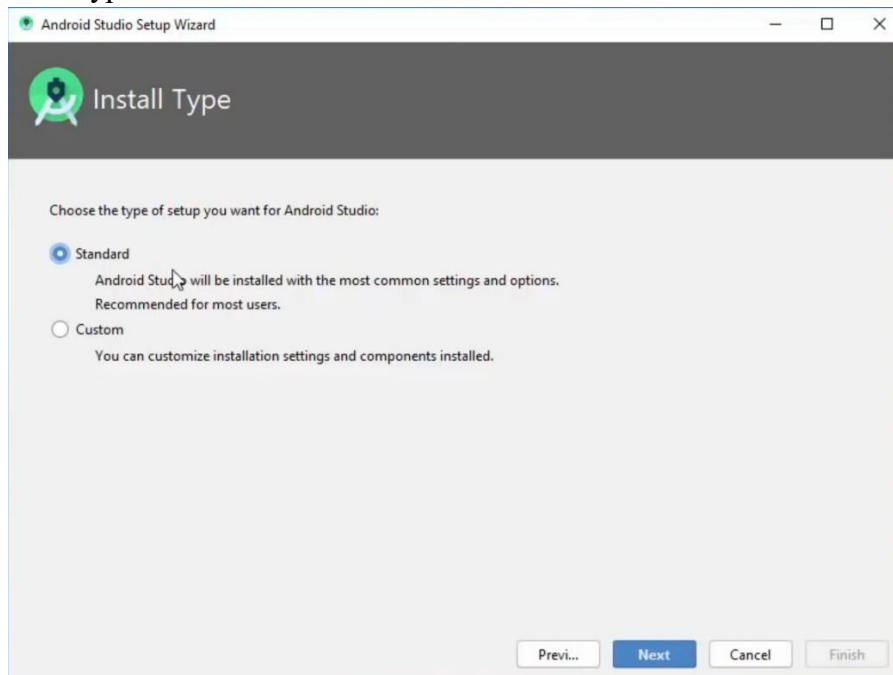 Android Studio Setup Wizard
Install Type
Choose the type of setup you want for Android Studio:
Standard
Android Studio will be installed with the most common settings and options.
Recommended for most users.
Custom
You can customize installation settings and components installed.
Previ... Next Cancel Finish